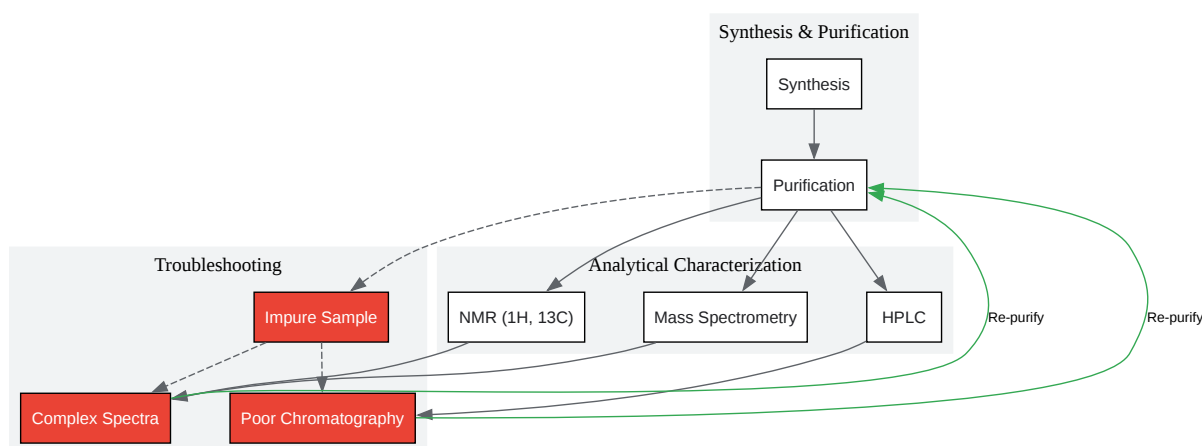 Synthesis & Purification
Synthesis
Purification
Troubleshooting
Analytical Characterization
Impure Sample
NMR (1H, 13C)
Mass Spectrometry
HPLC
Re-purify
Re-purify
Complex Spectra
Poor Chromatography